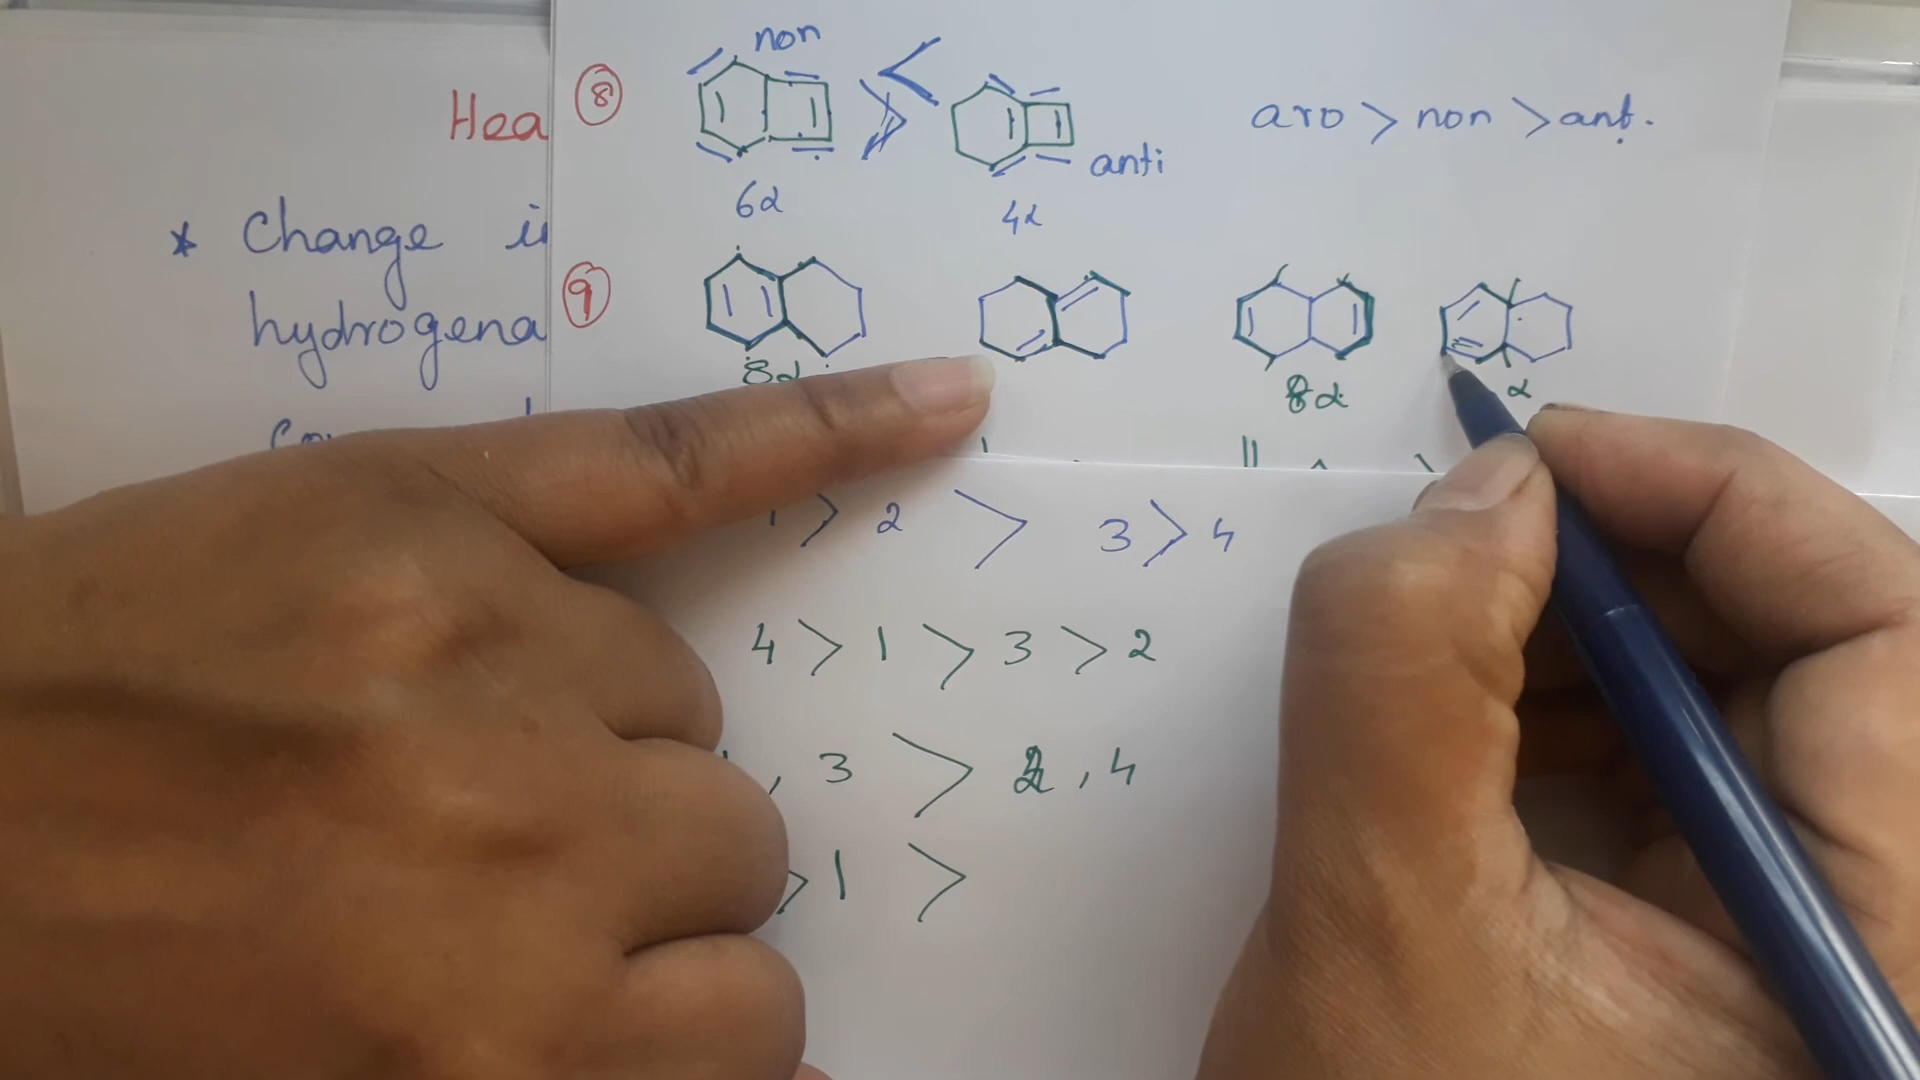 Hea
* Change i
hydrogena
8 non > < aro > non > ant.
anti
6α 4α
9
8α 8α α
1 > 2 > 3 > 4
4 > 1 > 3 > 2
, 3 > 2 , 4
> 1 >